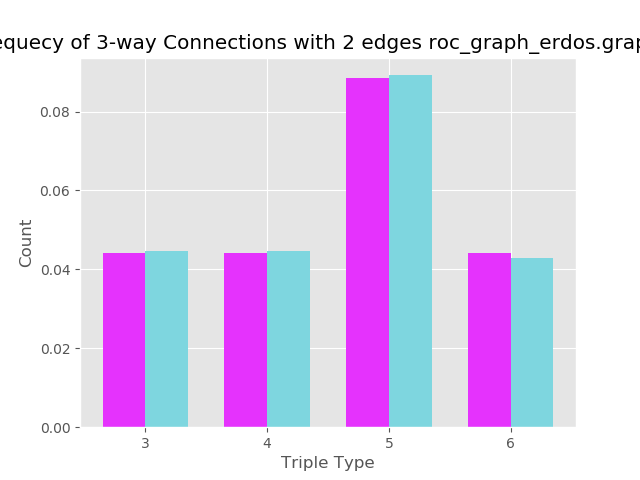 equecy of 3-way Connections with 2 edges roc_graph_erdos.grap
0.08
0.06
0.04
0.02
0.00
Count
3 4 5 6
Triple Type